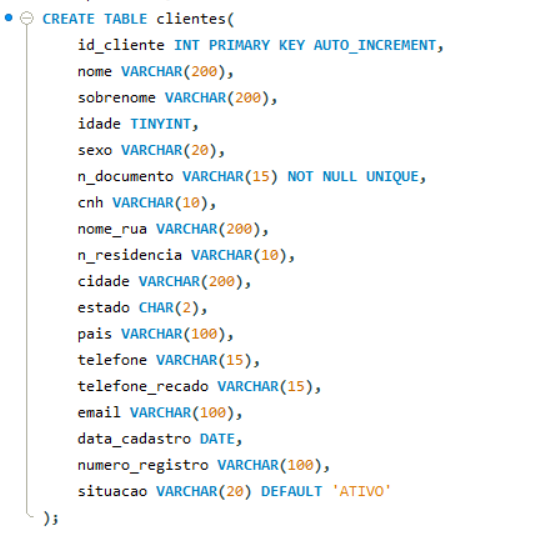 CREATE TABLE clientes(
id_cliente INT PRIMARY KEY AUTO_INCREMENT,
nome VARCHAR(200),
sobrenome VARCHAR(200),
idade TINYINT,
sexo VARCHAR(20),
n_documento VARCHAR(15) NOT NULL UNIQUE,
cnh VARCHAR(10),
nome_rua VARCHAR(200),
n_residencia VARCHAR(10),
cidade VARCHAR(200),
estado CHAR(2),
pais VARCHAR(100),
telefone VARCHAR(15),
telefone_recado VARCHAR(15),
email VARCHAR(100),
data_cadastro DATE,
numero_registro VARCHAR(100),
situacao VARCHAR(20) DEFAULT 'ATIVO'
);